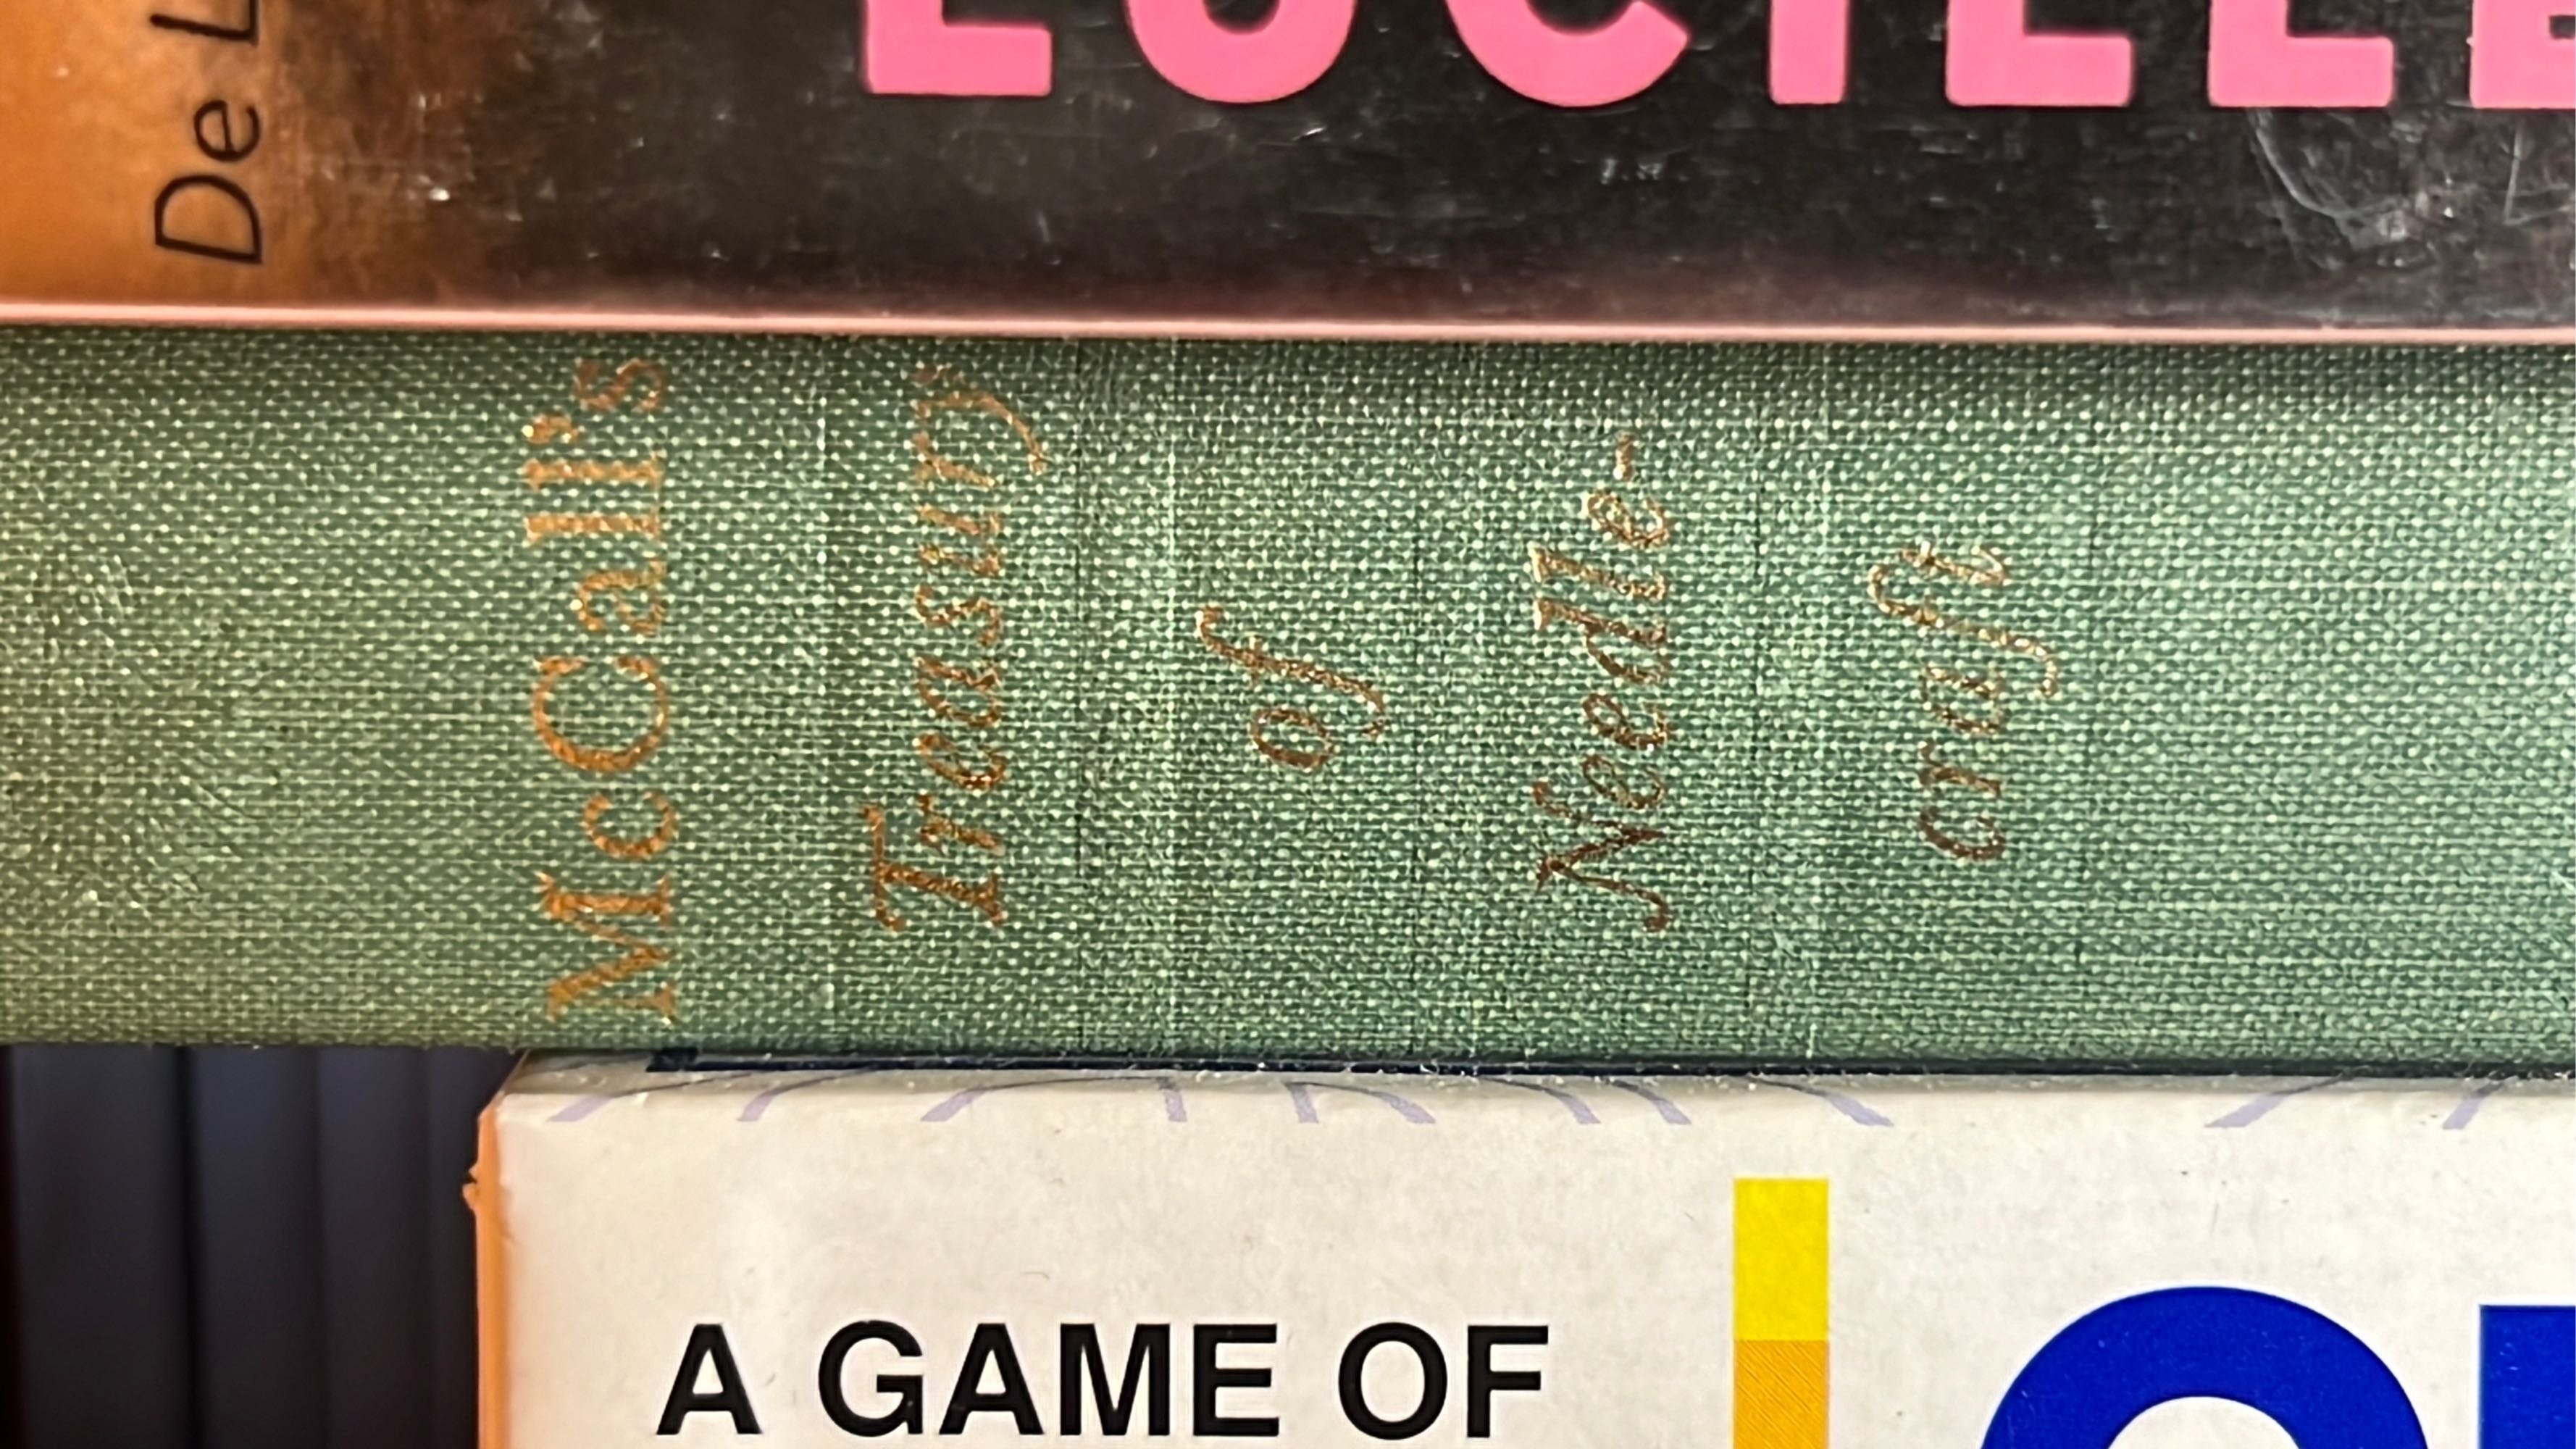 De L
LUCILLE
McCall's
Treasury
of
Needle-
craft
A GAME OF